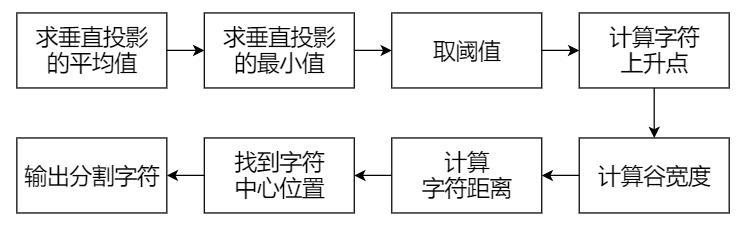 求垂直投影
的平均值
求垂直投影
的最小值
取阈值
计算字符
上升点
计算谷宽度
计算
字符距离
找到字符
中心位置
输出分割字符